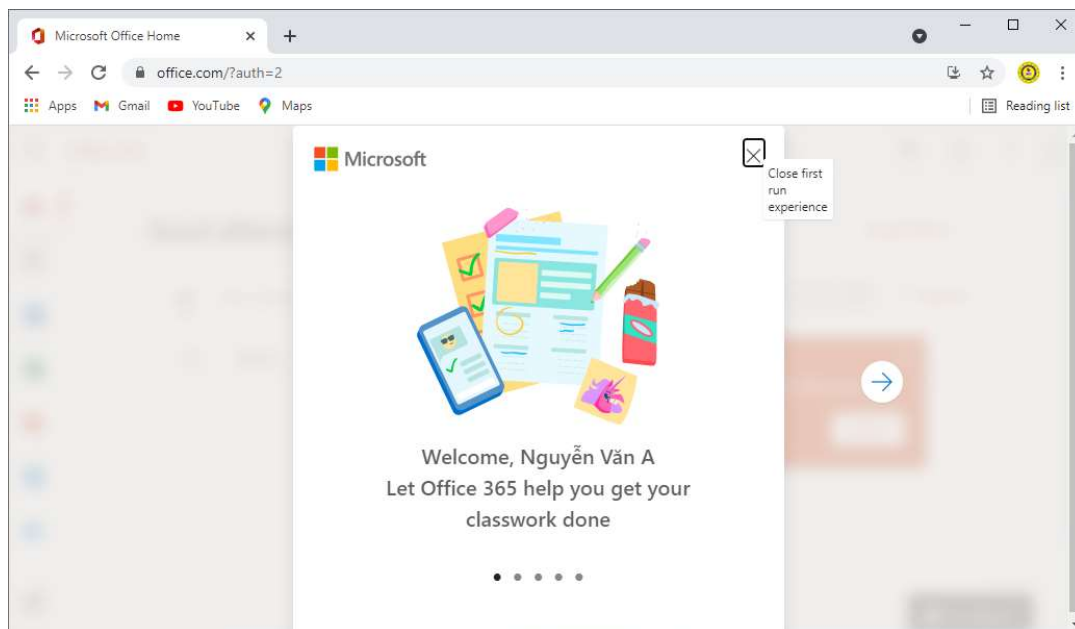 Microsoft Office Home
office.com/?auth=2
Apps Gmail YouTube Maps Reading list
Microsoft
Close first
run
experience
Welcome, Nguyễn Văn A
Let Office 365 help you get your
classwork done